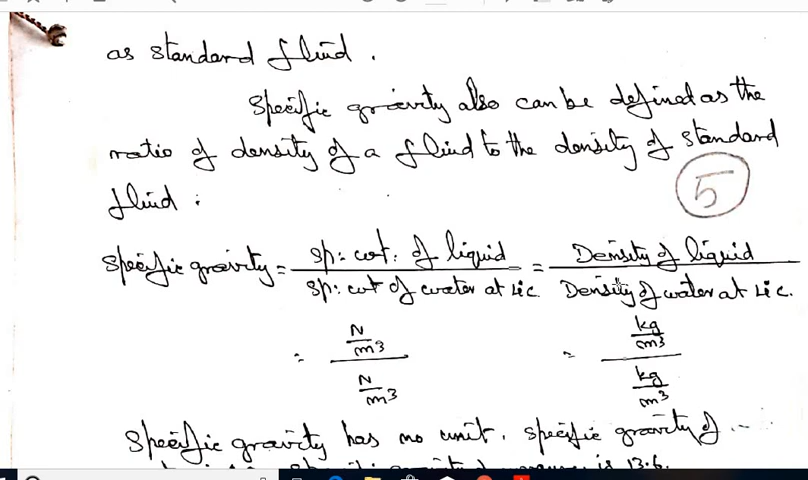 as standard fluid.
Specific gravity also can be defined as the
ratio of density of a fluid to the density of standard
fluid :
5
Specific gravity = Sp: wt: of liquid / Sp: wt of water at 4°C. = Density of liquid / Density of water at 4°C.
= N/m³ / N/m³ = kg/m³ / kg/m³
Specific gravity has no unit. Specific gravity of
is 13.6.